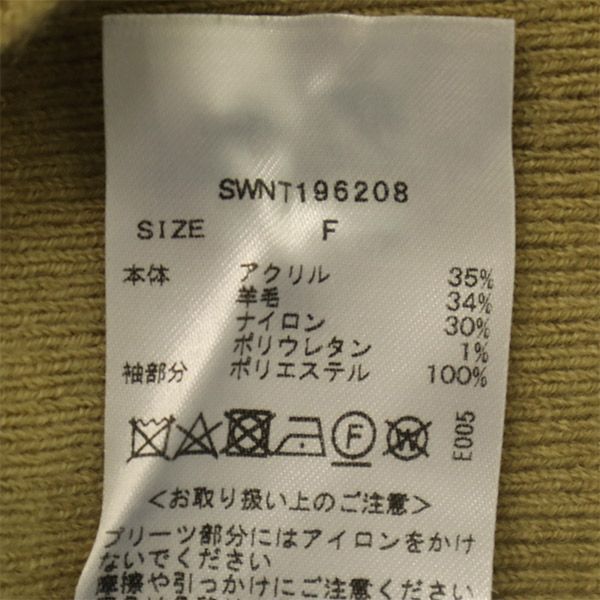 SWNT196208
SIZE F
本体 アクリル 35%
羊毛 34%
ナイロン 30%
ポリウレタン 1%
袖部分 ポリエステル 100%
F W E005
<お取り扱い上のご注意>
プリーツ部分にはアイロンをかけ
ないでください
摩擦や引っかけにご注意ください